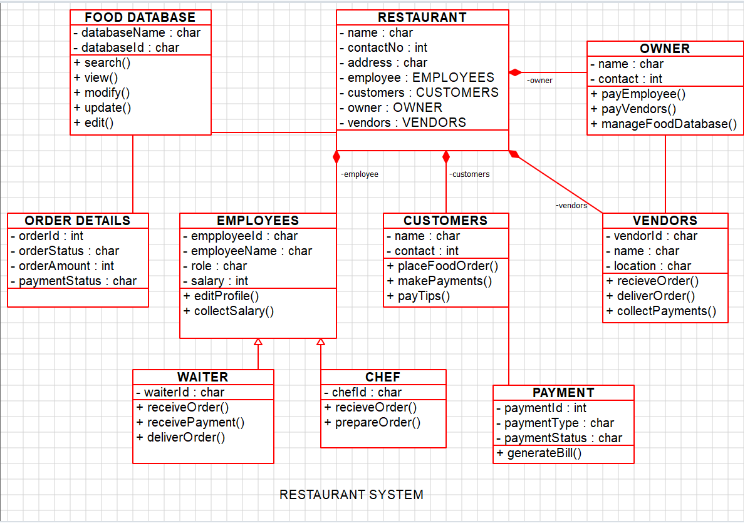 FOOD DATABASE
- databaseName : char
- databaseId : char
+ search()
+ view()
+ modify()
+ update()
+ edit()
RESTAURANT
- name : char
- contactNo : int
- address : char
- employee : EMPLOYEES
- customers : CUSTOMERS
- owner : OWNER
- vendors : VENDORS
-owner
OWNER
- name : char
- contact : int
+ payEmployee()
+ payVendors()
+ manageFoodDatabase()
-employee
-customers
-vendors
ORDER DETAILS
- orderId : int
- orderStatus : char
- orderAmount : int
- paymentStatus : char
EMPLOYEES
- empployeeId : char
- employeeName : char
- role : char
- salary : int
+ editProfile()
+ collectSalary()
CUSTOMERS
- name : char
- contact : int
+ placeFoodOrder()
+ makePayments()
+ payTips()
VENDORS
- vendorId : char
- name : char
- location : char
+ recieveOrder()
+ deliverOrder()
+ collectPayments()
WAITER
- waiterId : char
+ receiveOrder()
+ receivePayment()
+ deliverOrder()
CHEF
- chefId : char
+ recieveOrder()
+ prepareOrder()
PAYMENT
- paymentId : int
- paymentType : char
- paymentStatus : char
+ generateBill()
RESTAURANT SYSTEM